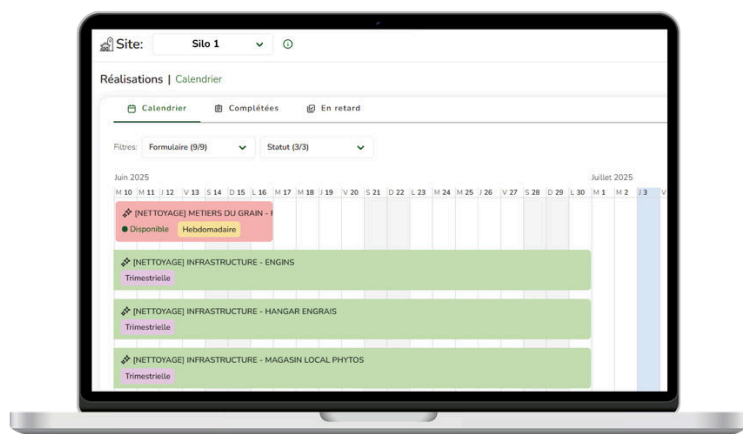 Site: Silo 1
Réalisations | Calendrier
Calendrier Complétées En retard
Filtres: Formulaire (9/9) Statut (3/3)
Juin 2025 Juillet 2025
M 10 M 11 J 12 V 13 S 14 D 15 L 16 M 17 M 18 J 19 V 20 S 21 D 22 L 23 M 24 M 25 J 26 V 27 S 28 D 29 L 30 M 1 M 2 J 3 V
[NETTOYAGE] METIERS DU GRAIN -
Disponible Hebdomadaire
[NETTOYAGE] INFRASTRUCTURE - ENGINS
Trimestrielle
[NETTOYAGE] INFRASTRUCTURE - HANGAR ENGRAIS
Trimestrielle
[NETTOYAGE] INFRASTRUCTURE - MAGASIN LOCAL PHYTOS
Trimestrielle